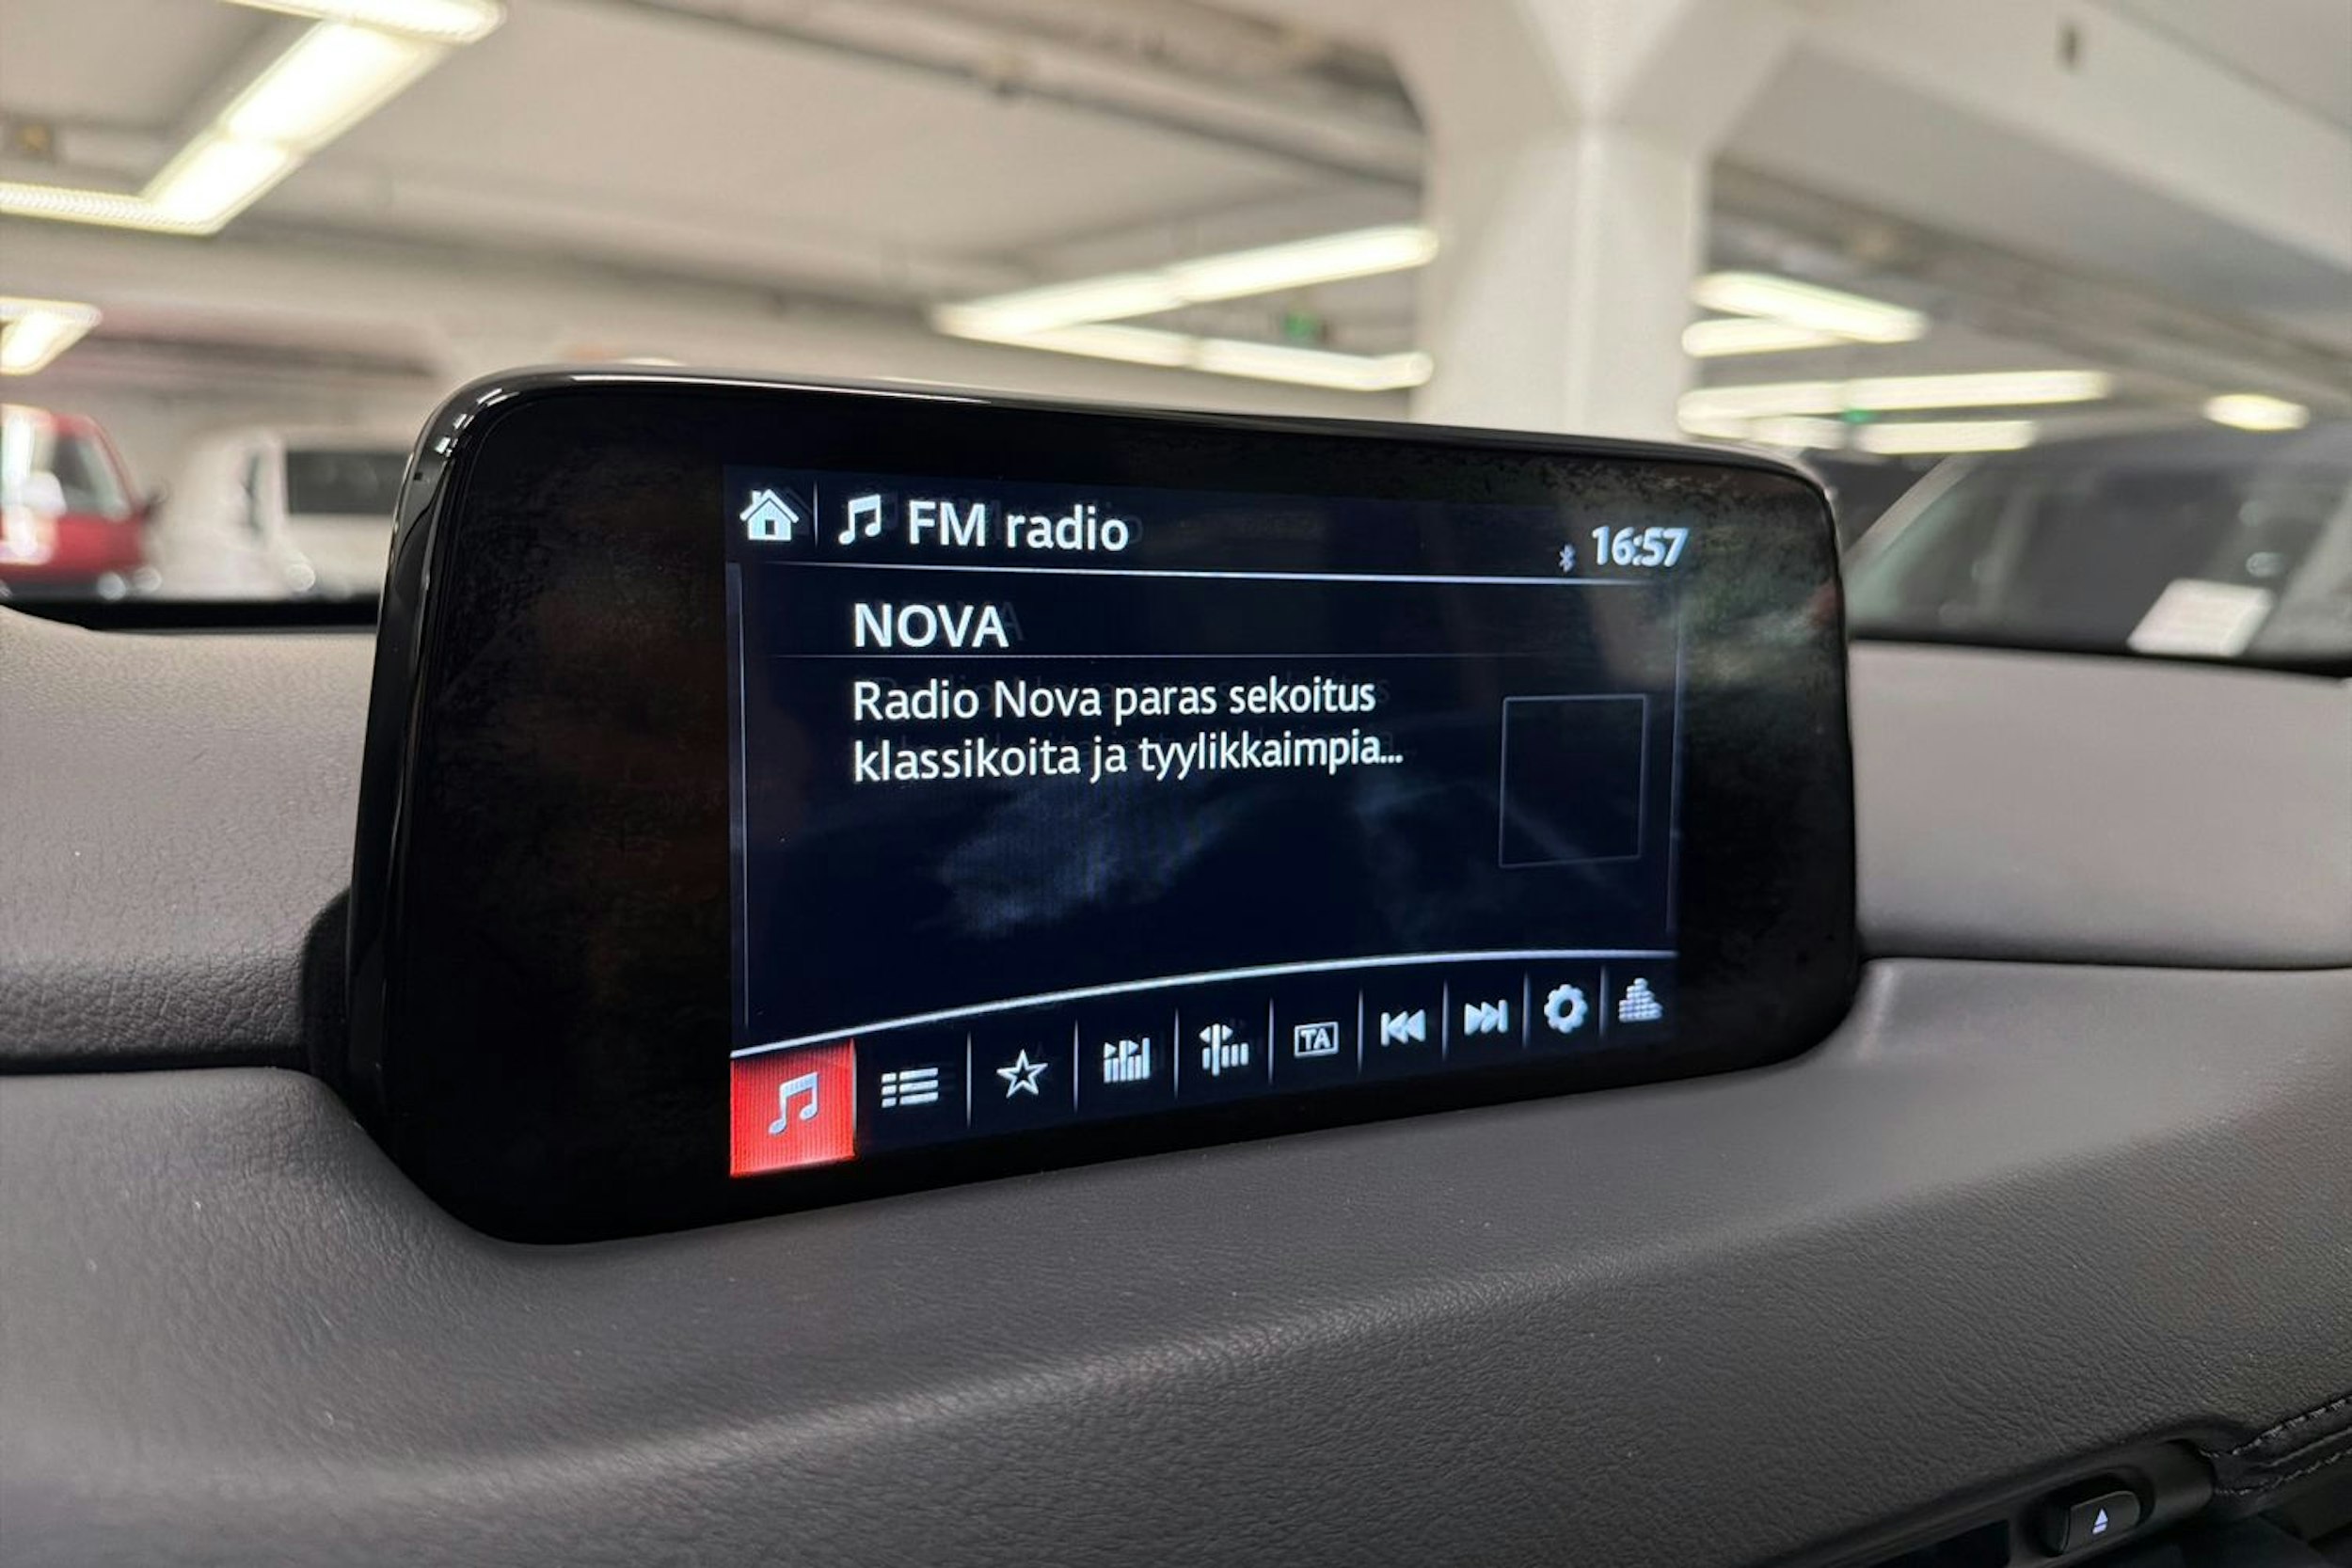 FM radio
16:57
NOVA
Radio Nova paras sekoitus
klassikoita ja tyylikkaimpia...
TA